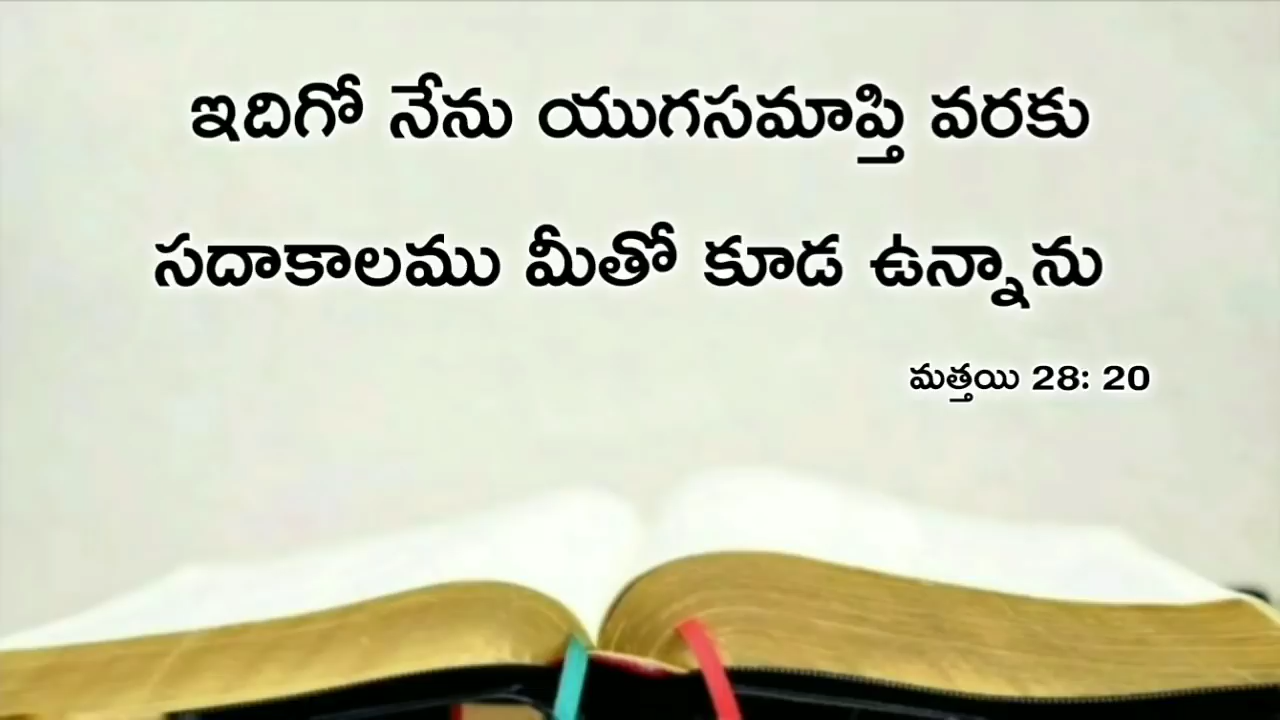 ఇదిగో నేను యుగసమాప్తి వరకు
సదాకాలము మీతో కూడ ఉన్నాను
మత్తయి 28: 20